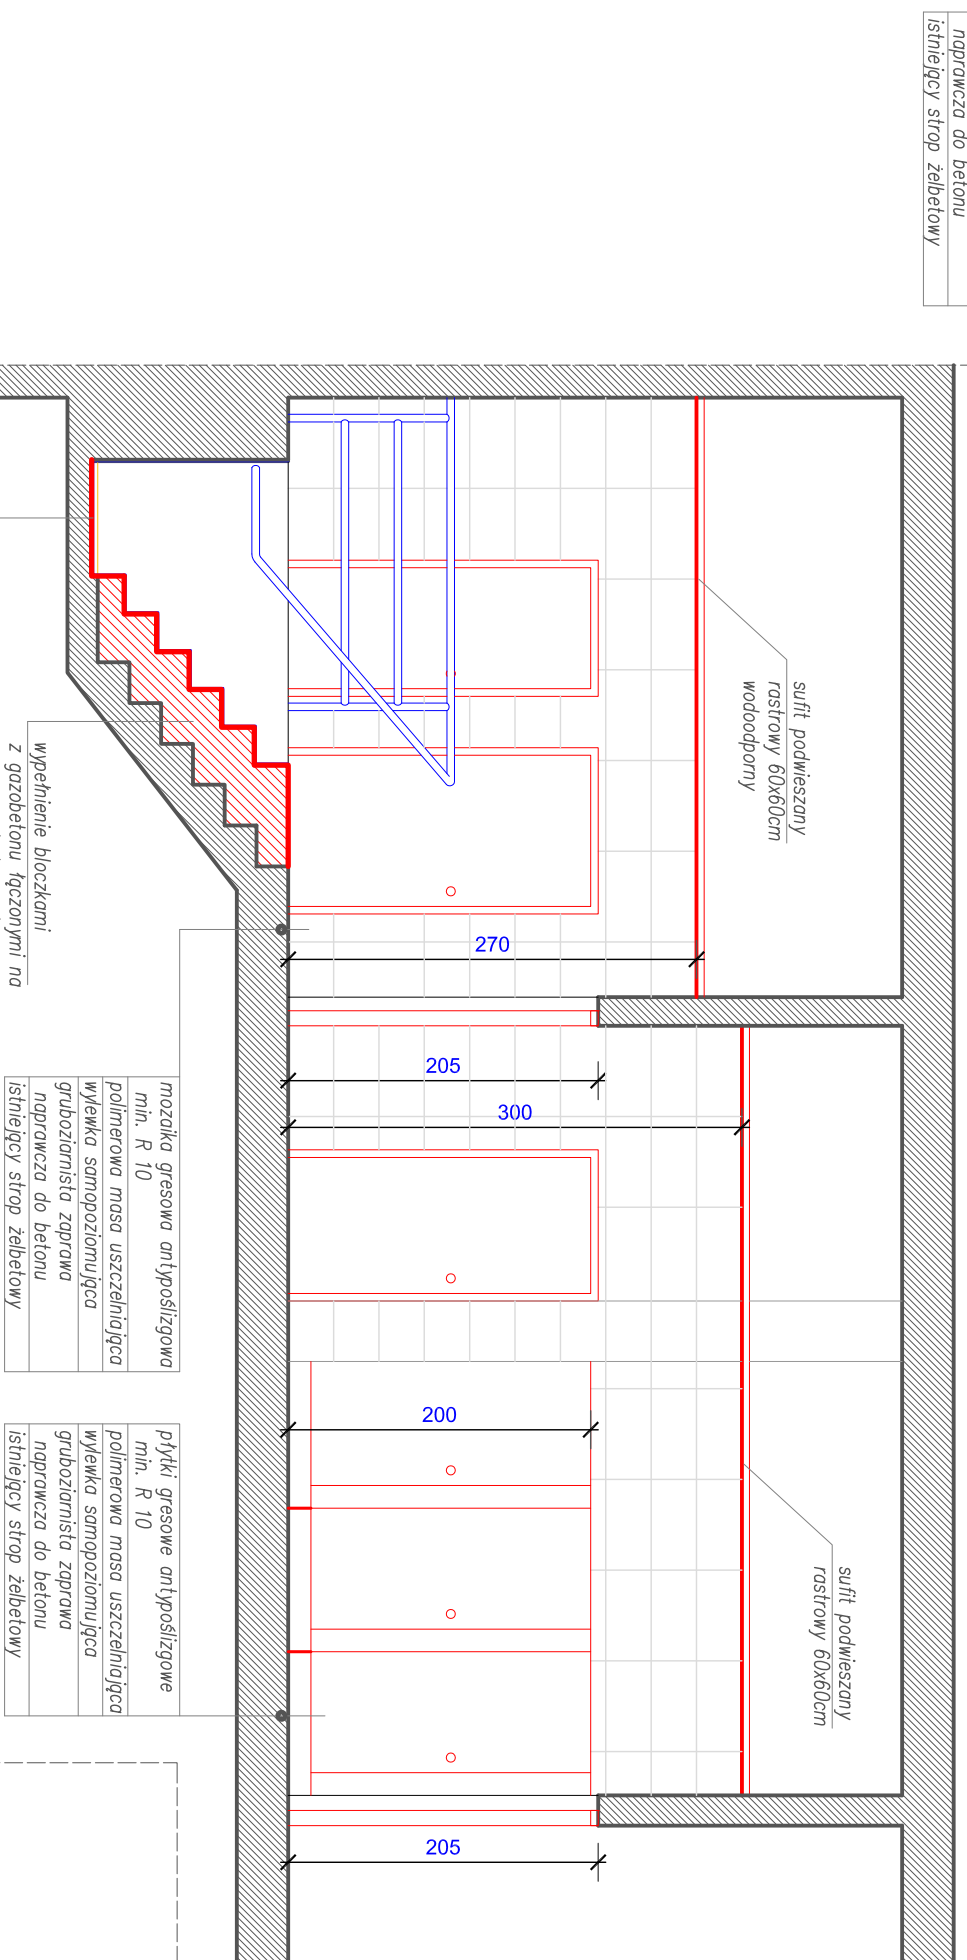 naprawcza do betonu
istniejący strop żelbetowy
sufit podwieszany
rastrowy 60x60cm
wodoodporny
270
205
300
200
205
sufit podwieszany
rastrowy 60x60cm
wypełnienie bloczkami
z gazobetonu łączonymi na
mozaika gresowa antypoślizgowa
min. R 10
polimerowa masa uszczelniająca
wylewka samopoziomująca
gruboziarnista zaprawa
naprawcza do betonu
istniejący strop żelbetowy
płytki gresowe antypoślizgowe
min. R 10
polimerowa masa uszczelniająca
wylewka samopoziomująca
gruboziarnista zaprawa
naprawcza do betonu
istniejący strop żelbetowy